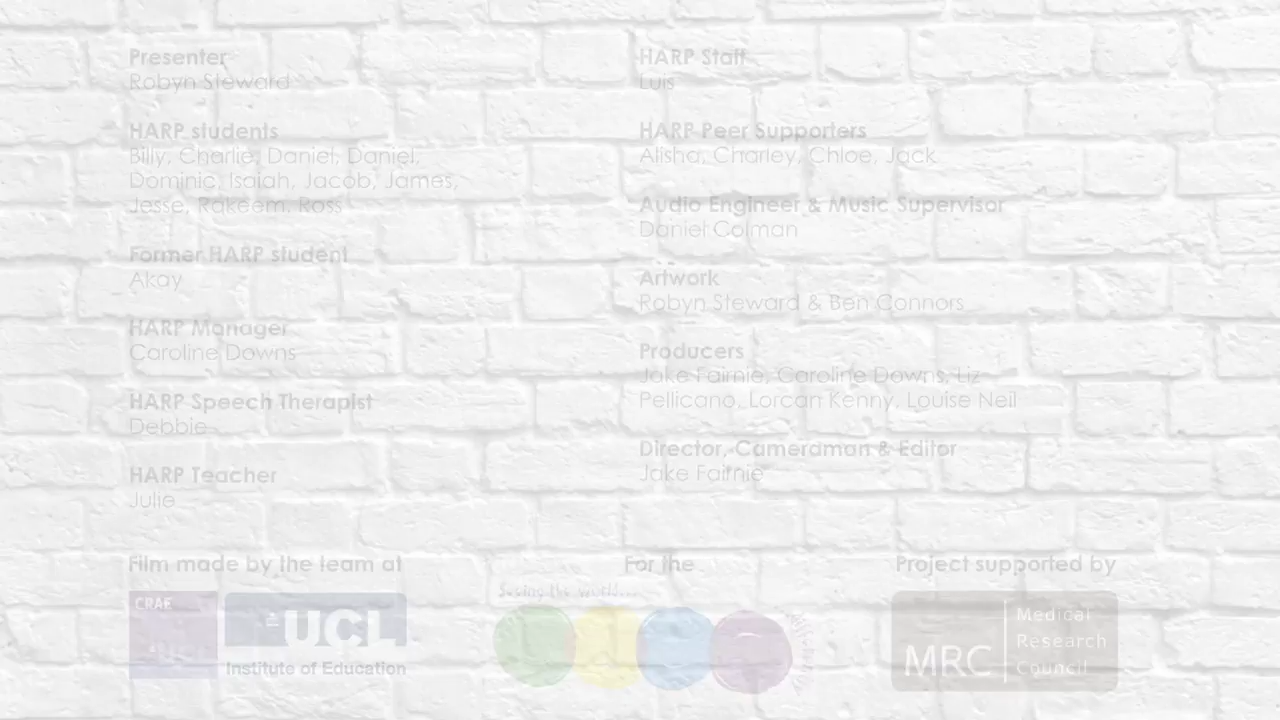 Presenter
Robyn Steward
HARP students
Billy, Charlie, Daniel, Daniel,
Dominic, Isaiah, Jacob, James,
Jesse, Rakeem, Ross
Former HARP student
Akay
HARP Manager
Caroline Downs
HARP Speech Therapist
Debbie
HARP Teacher
Julie
HARP Staff
Luis
HARP Peer Supporters
Alisha, Charley, Chloe, Jack
Audio Engineer & Music Supervisor
Daniel Colman
Artwork
Robyn Steward & Ben Connors
Producers
Jake Fairnie, Caroline Downs, Liz
Pellicano, Lorcan Kenny, Louise Neil
Director, Cameraman & Editor
Jake Fairnie
Film made by the team at
CRAE
UCL
UCL
Institute of Education
For the
Seeing the world...
Project supported by
MRC
Medical
Research
Council